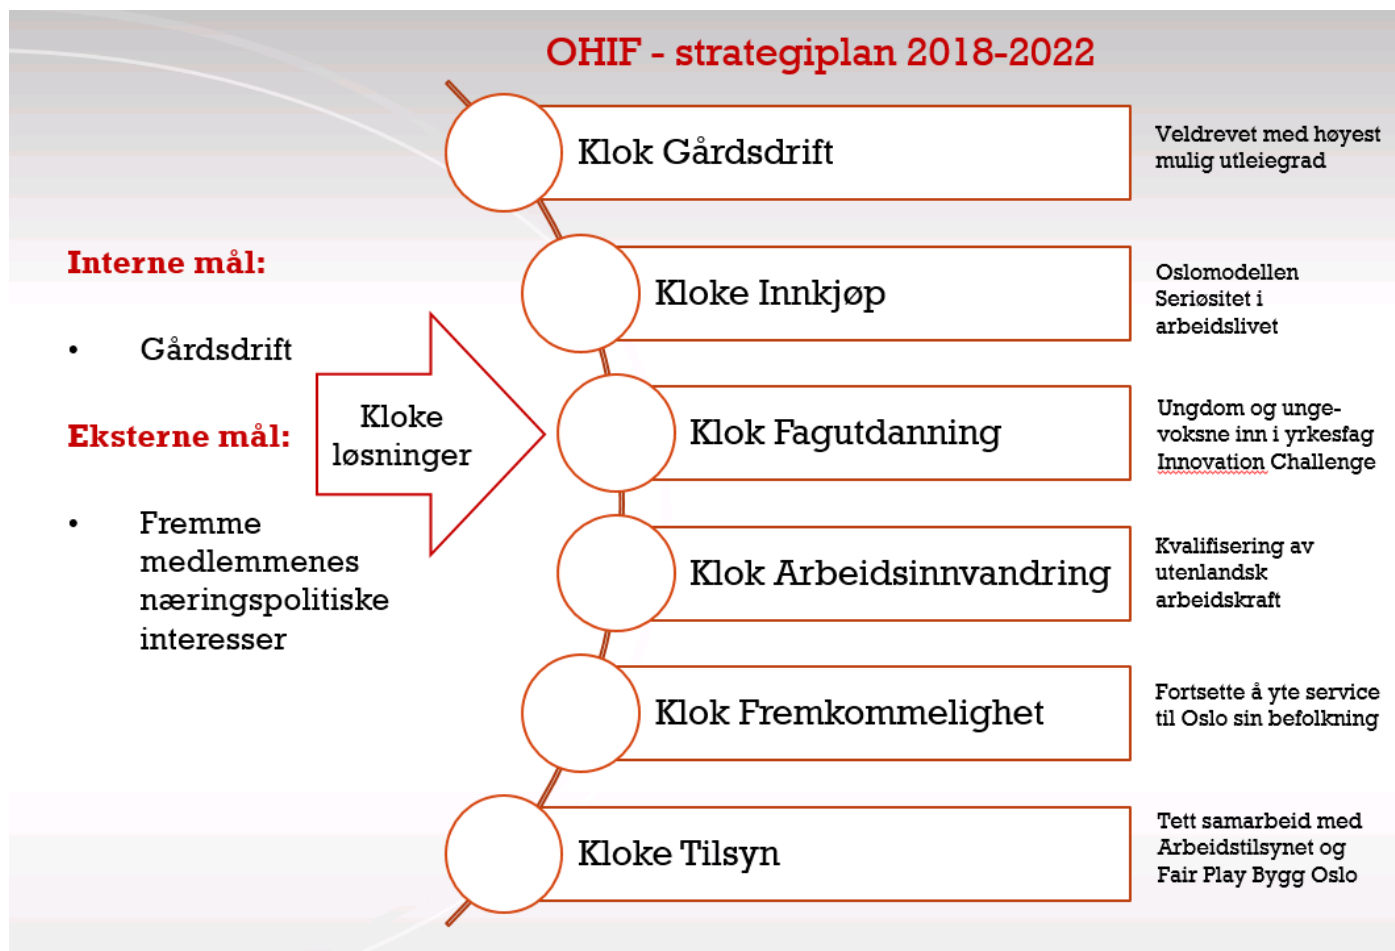 OHIF - strategiplan 2018-2022
Interne mål:
• Gårdsdrift
Eksterne mål:
• Fremme
medlemmenes
næringspolitiske
interesser
Kloke
løsninger
Klok Gårdsdrift
Veldrevet med høyest
mulig utleiegrad
Kloke Innkjøp
Oslomodellen
Seriøsitet i
arbeidslivet
Klok Fagutdanning
Ungdom og unge-
voksne inn i yrkesfag
Innovation Challenge
Klok Arbeidsinnvandring
Kvalifisering av
utenlandsk
arbeidskraft
Klok Fremkommelighet
Fortsette å yte service
til Oslo sin befolkning
Kloke Tilsyn
Tett samarbeid med
Arbeidstilsynet og
Fair Play Bygg Oslo